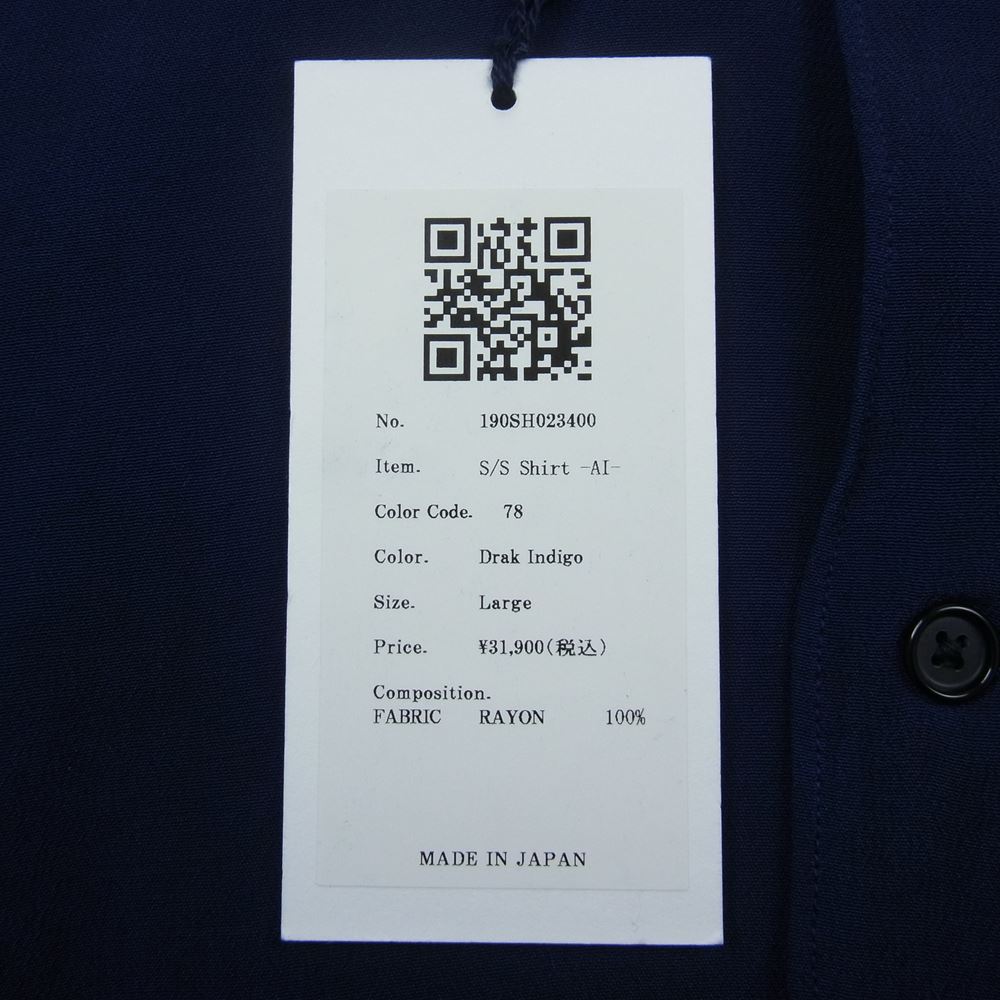 No. 190SH023400
Item. S/S Shirt -AI-
Color Code. 78
Color. Drak Indigo
Size. Large
Price. ¥31,900(税込)
Composition.
FABRIC RAYON 100%
MADE IN JAPAN